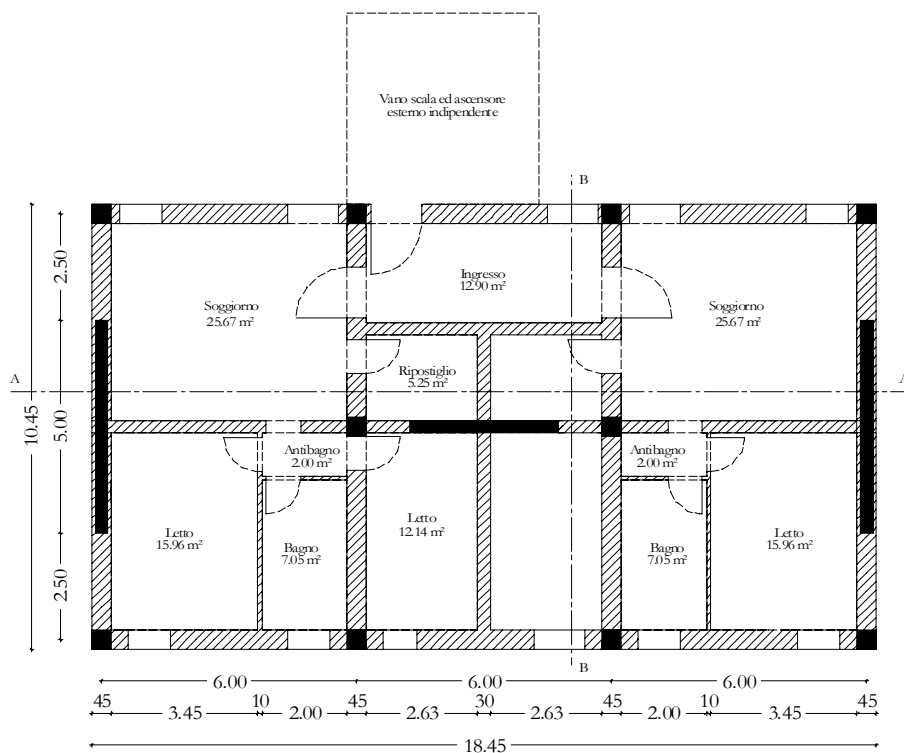 Vano scala ed ascensore
esterno indipendente
B
Ingresso
12.90 m²
Soggiorno
25.67 m²
Soggiorno
25.67 m²
Ripostiglio
5.25 m²
A
A
Antibagno
2.00 m²
Antibagno
2.00 m²
Letto
15.96 m²
Bagno
7.05 m²
Letto
12.14 m²
Bagno
7.05 m²
Letto
15.96 m²
B
10.45
2.50
5.00
2.50
6.00
6.00
6.00
45
3.45
10
2.00
45
2.63
30
2.63
45
2.00
10
3.45
45
18.45